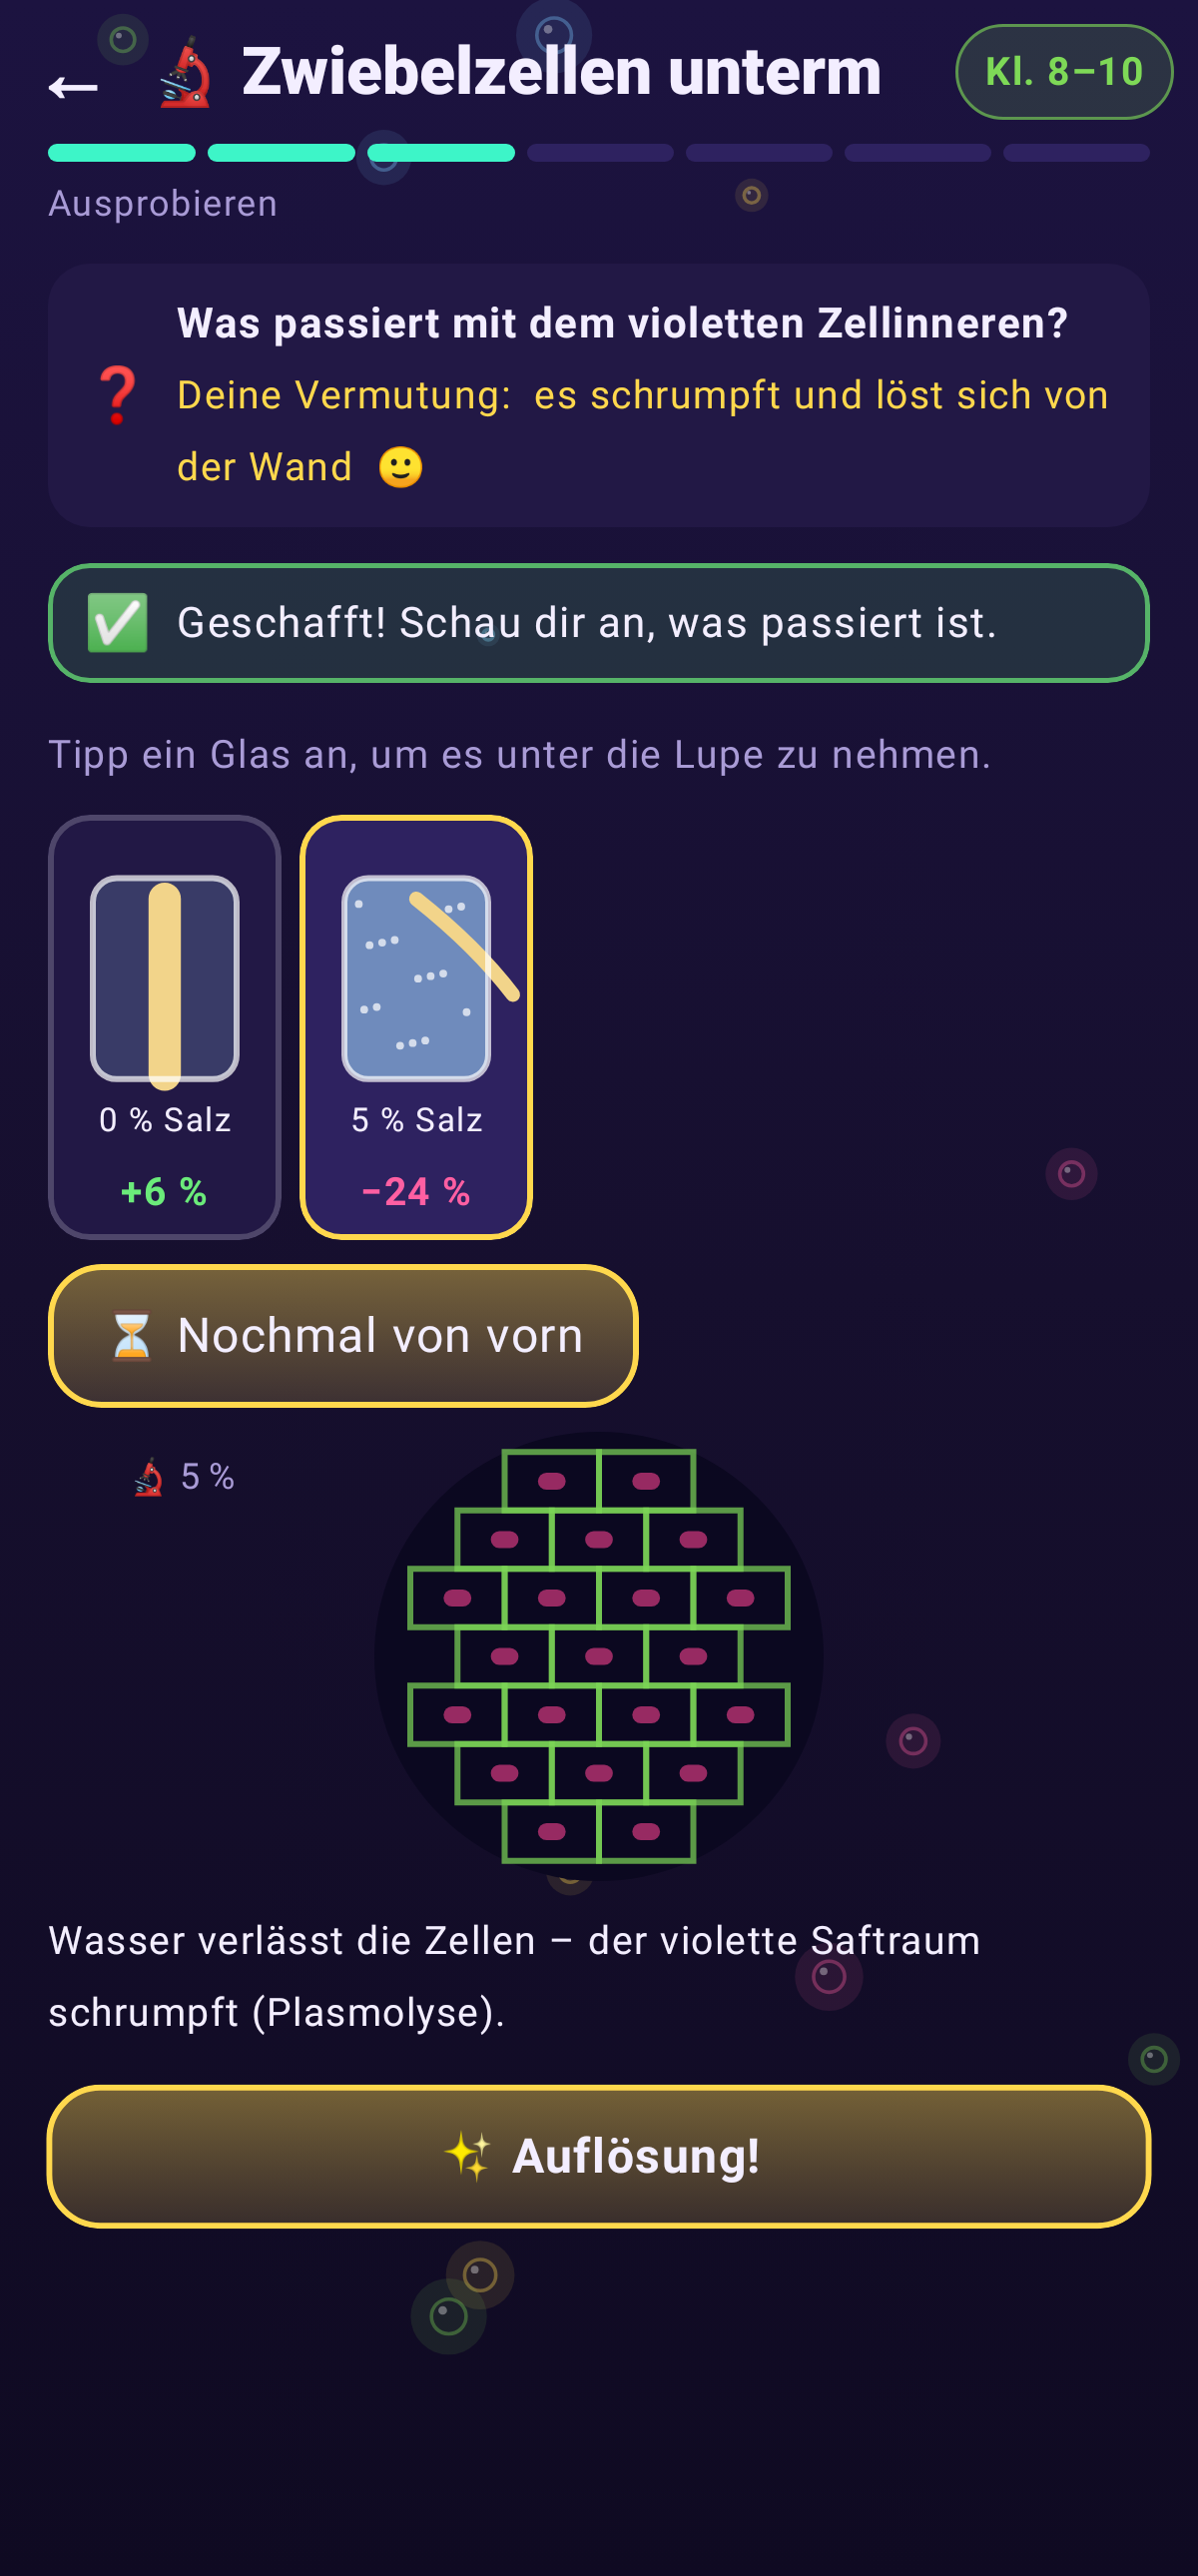 ← 🔬 Zwiebelzellen unterm
Kl. 8–10
Ausprobieren
❓ Was passiert mit dem violetten Zellinneren?
Deine Vermutung: es schrumpft und löst sich von
der Wand 🙂
✅ Geschafft! Schau dir an, was passiert ist.
Tipp ein Glas an, um es unter die Lupe zu nehmen.
0 % Salz
+6 %
5 % Salz
−24 %
⏳ Nochmal von vorn
🔬 5 %
Wasser verlässt die Zellen – der violette Saftraum
schrumpft (Plasmolyse).
✨ Auflösung!